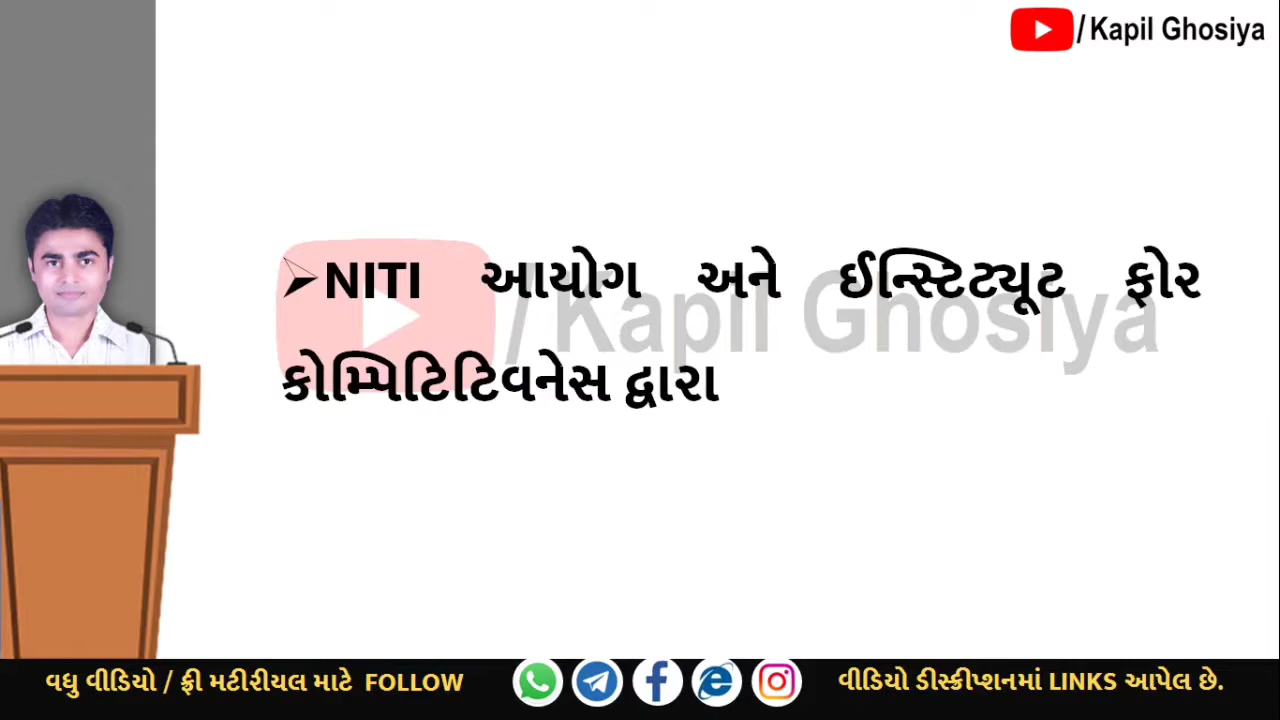 /Kapil Ghosiya
➢NITI આયોગ અને ઈન્સ્ટિટ્યૂટ ફોર
/Kapil Ghosiya
કોમ્પિટિટિવનેસ દ્વારા
વધુ વીડિયો / ફ્રી મટીરીયલ માટે FOLLOW
વીડિયો ડીસ્ક્રીપ્શનમાં LINKS આપેલ છે.